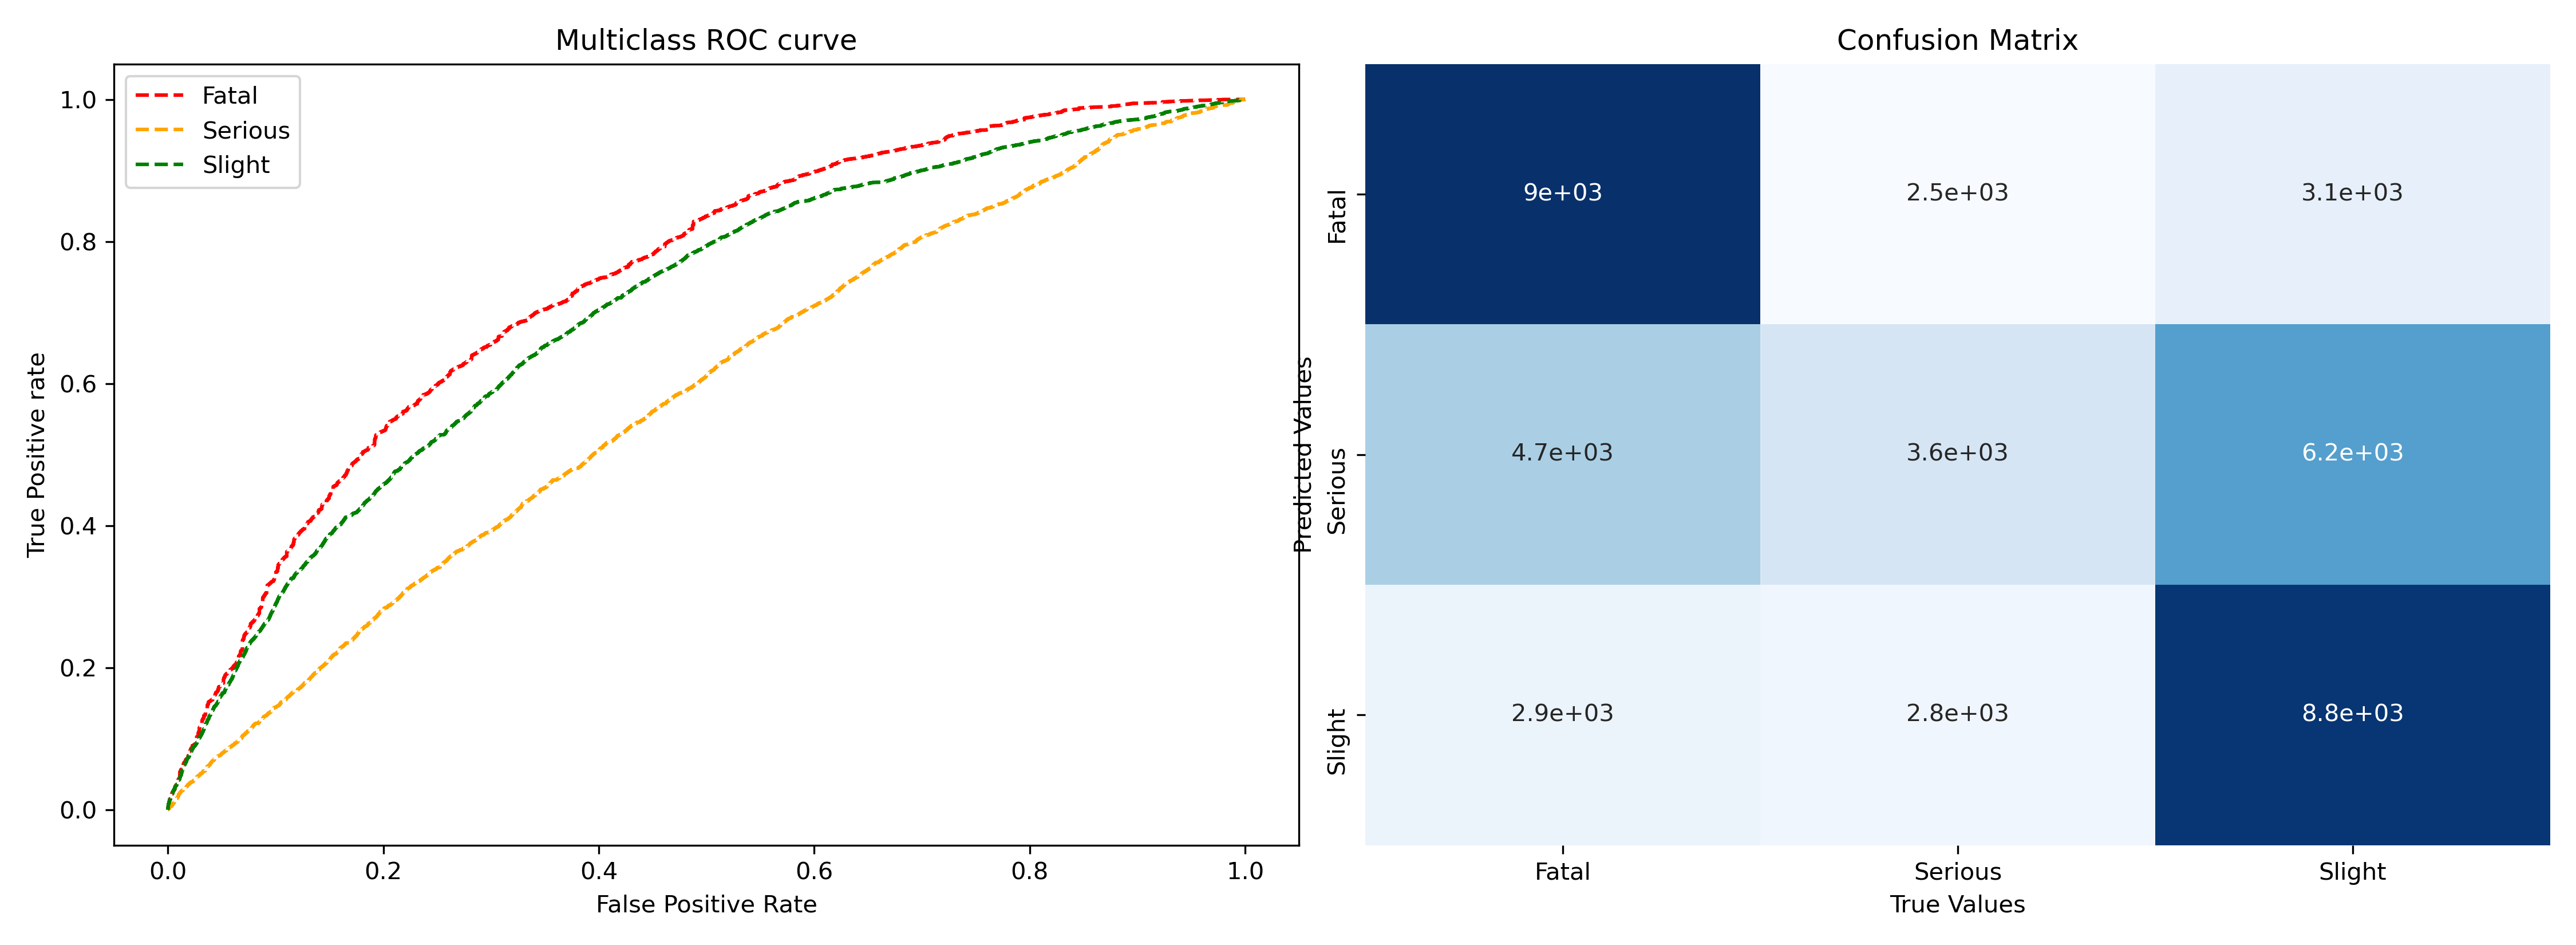 Multiclass ROC curve
Fatal
Serious
Slight
1.0
0.8
0.6
0.4
0.2
0.0
True Positive rate
0.0 0.2 0.4 0.6 0.8 1.0
False Positive Rate
Confusion Matrix
Predicted Values
Fatal
9e+03 2.5e+03 3.1e+03
Serious
4.7e+03 3.6e+03 6.2e+03
Slight
2.9e+03 2.8e+03 8.8e+03
Fatal Serious Slight
True Values